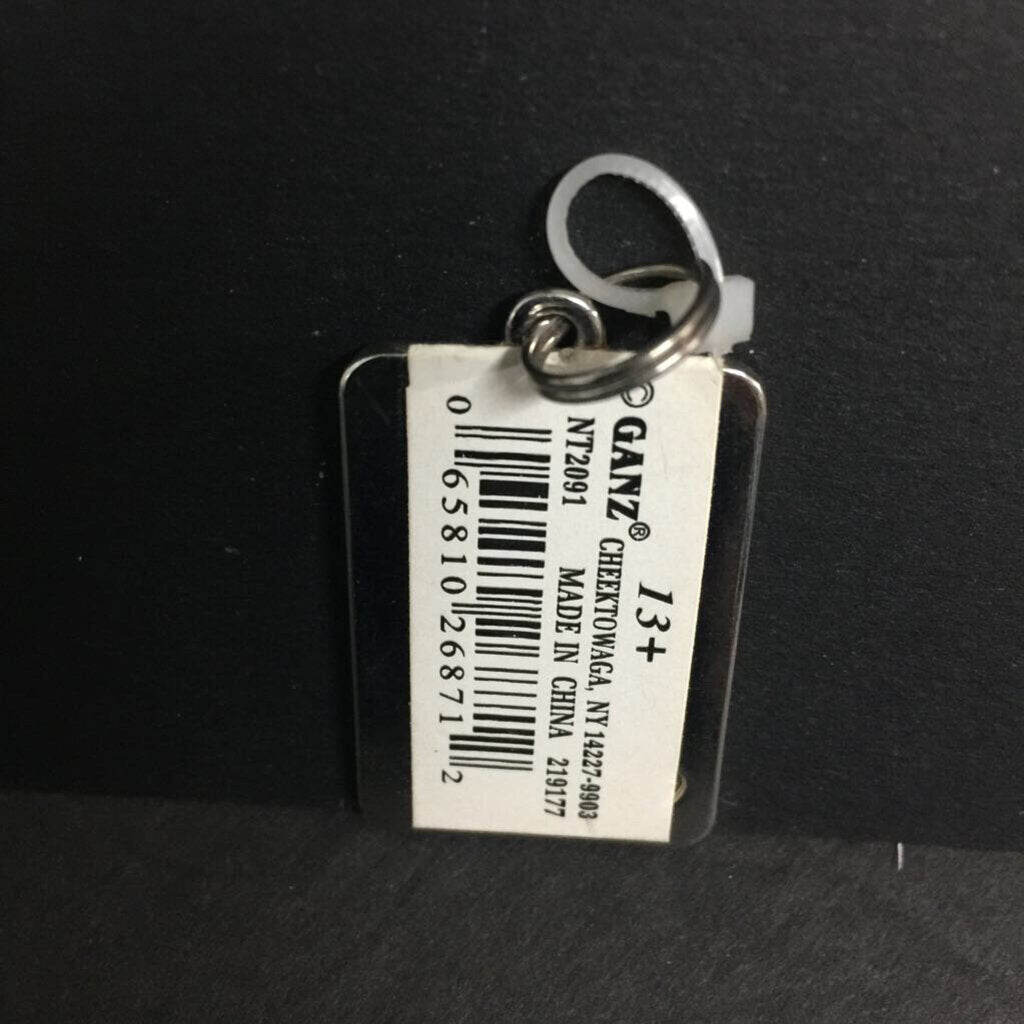 13+
© GANZ® CHEEKTOWAGA, NY 14227-9903
NT2091 MADE IN CHINA 219177
0 65810 26871 2